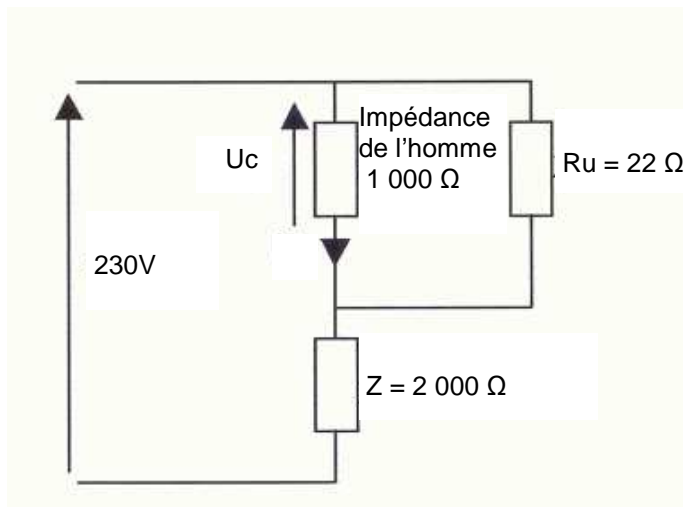 Impédance
de l'homme
1 000 Ω
Uc
Ru = 22 Ω
230V
Z = 2 000 Ω